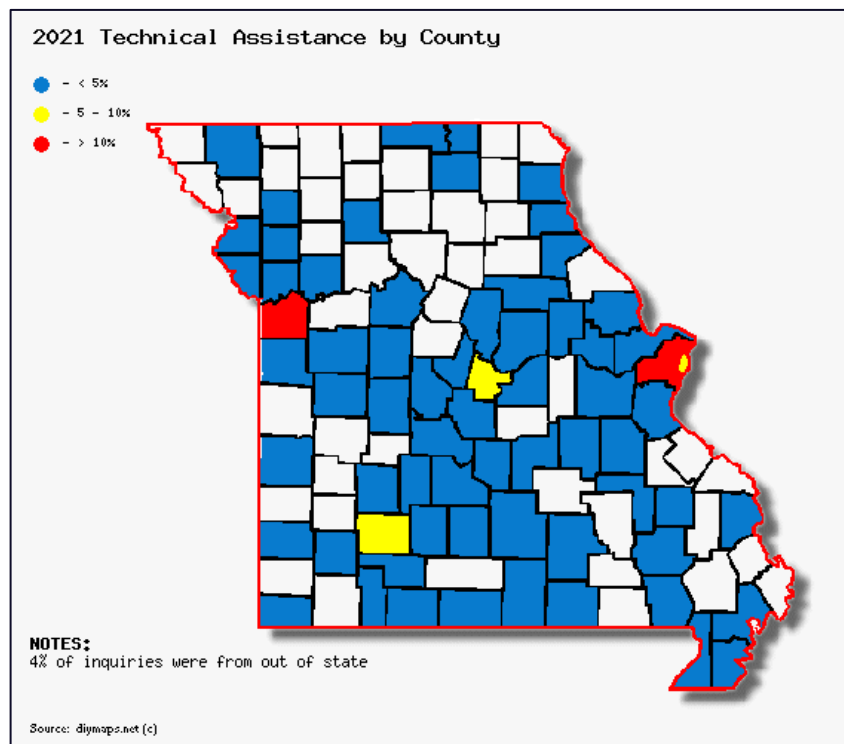 2021 Technical Assistance by County
- < 5%
- 5 - 10%
- > 10%
NOTES:
4% of inquiries were from out of state
Source: diymaps.net (c)